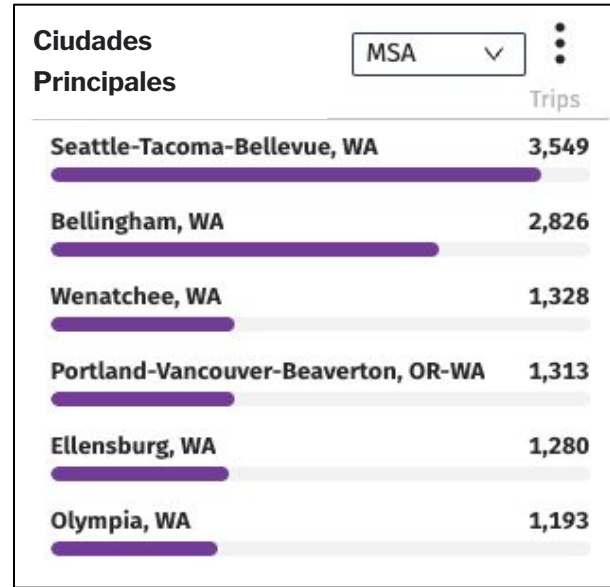 Ciudades
Principales
MSA
Trips
Seattle-Tacoma-Bellevue, WA 3,549
Bellingham, WA 2,826
Wenatchee, WA 1,328
Portland-Vancouver-Beaverton, OR-WA 1,313
Ellensburg, WA 1,280
Olympia, WA 1,193